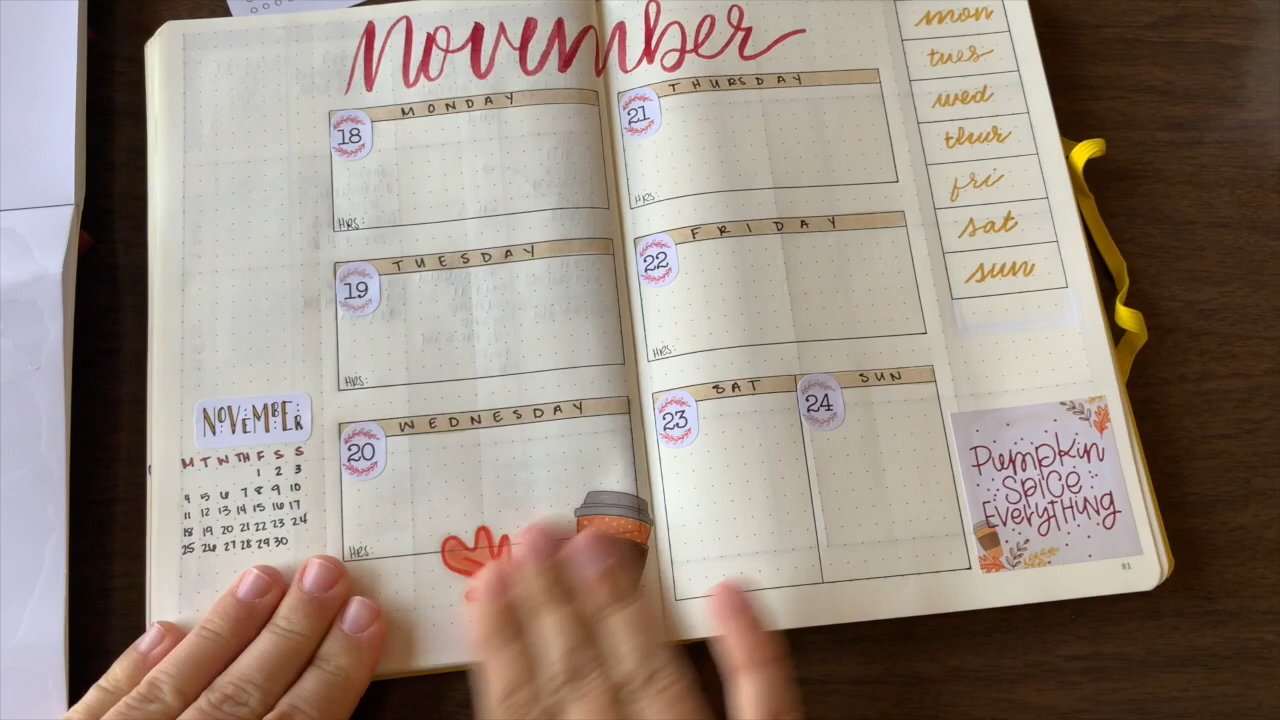 November
MONDAY
18
HRS:
TUESDAY
19
HRS:
WEDNESDAY
20
HRS:
NOVEMBER
M T W TH F S S
1 2 3
4 5 6 7 8 9 10
11 12 13 14 15 16 17
18 19 20 21 22 23 24
25 26 27 28 29 30
THURSDAY
21
HRS:
FRIDAY
22
HRS:
SAT
23
SUN
24
mon
tues
wed
thur
fri
sat
sun
Pumpkin
Spice
Everything
81